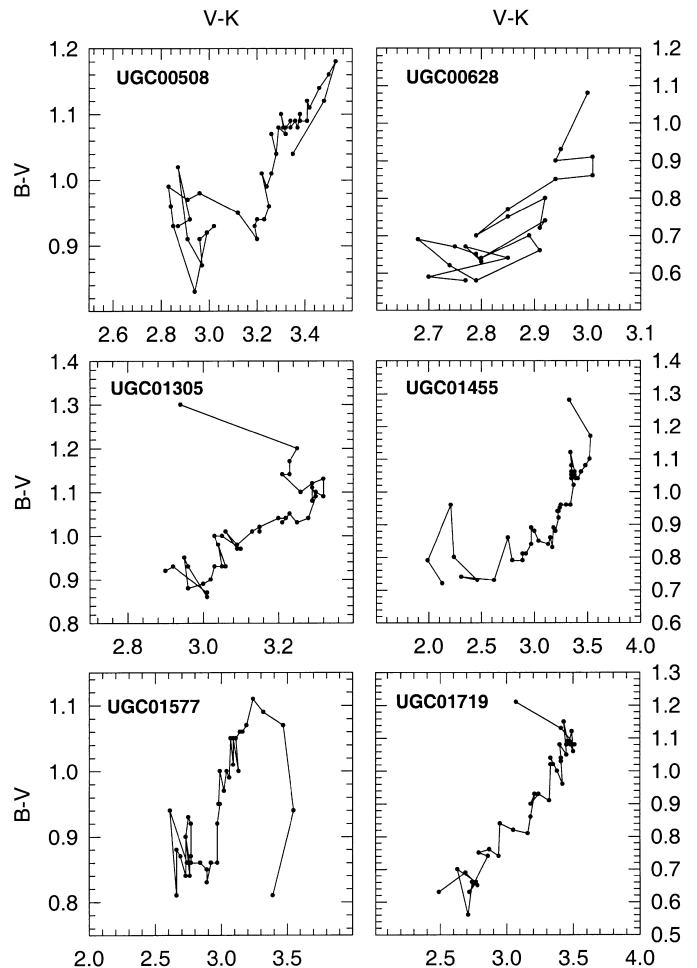 V-K V-K
1.2 1.2
UGC00508 UGC00628
1.1 1.1
1.0
B-V 1.0 0.9
0.8
0.9 0.7
0.6
2.6 2.8 3.0 3.2 3.4 2.7 2.8 2.9 3.0 3.1
1.4 1.4
UGC01305 UGC01455
1.3 1.3
1.2 1.2
1.1 1.1
B-V 1.0
1.0 0.9
0.8
0.9 0.7
0.8 0.6
2.8 3.0 3.2 2.0 2.5 3.0 3.5 4.0
1.3
UGC01577 UGC01719
1.1 1.2
1.1
1.0 1.0
B-V 0.9
0.9 0.8
0.7
0.8 0.6
0.5
2.0 2.5 3.0 3.5 2.5 3.0 3.5 4.0